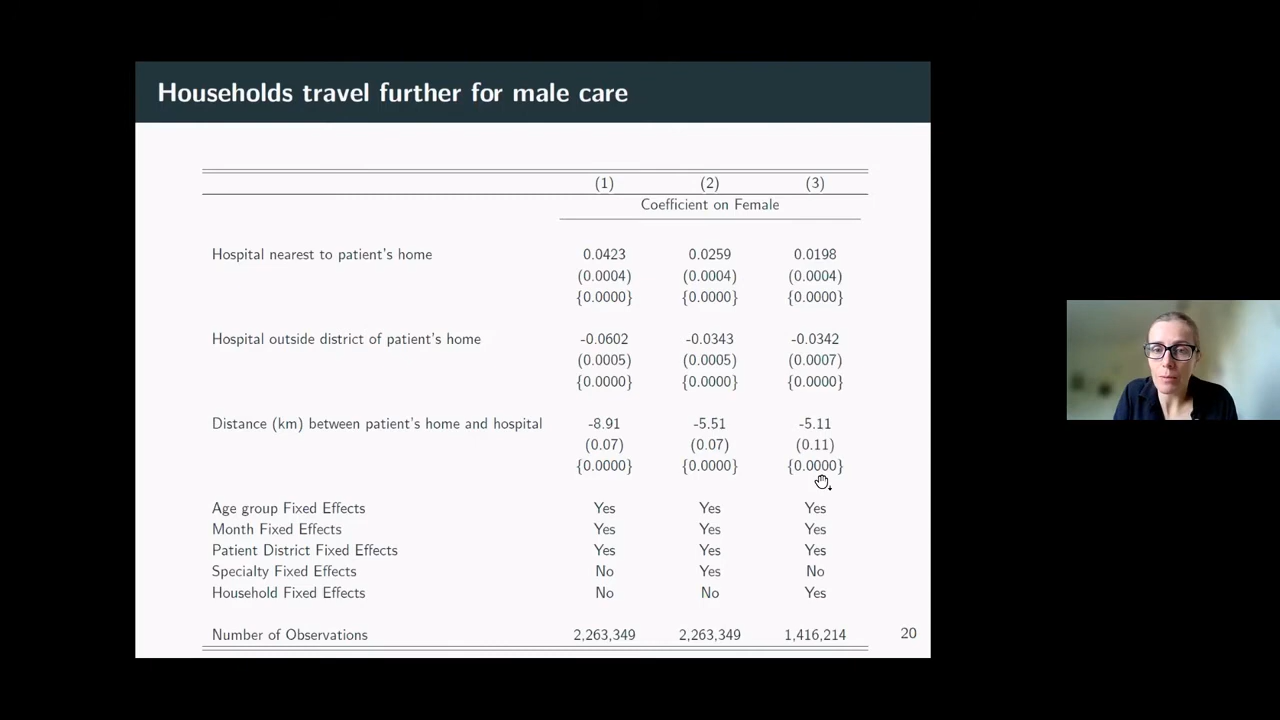 Households travel further for male care
(1) (2) (3)
Coefficient on Female
Hospital nearest to patient's home 0.0423 0.0259 0.0198
(0.0004) (0.0004) (0.0004)
{0.0000} {0.0000} {0.0000}
Hospital outside district of patient's home -0.0602 -0.0343 -0.0342
(0.0005) (0.0005) (0.0007)
{0.0000} {0.0000} {0.0000}
Distance (km) between patient's home and hospital -8.91 -5.51 -5.11
(0.07) (0.07) (0.11)
{0.0000} {0.0000} {0.0000}
Age group Fixed Effects Yes Yes Yes
Month Fixed Effects Yes Yes Yes
Patient District Fixed Effects Yes Yes Yes
Specialty Fixed Effects No Yes No
Household Fixed Effects No No Yes
Number of Observations 2,263,349 2,263,349 1,416,214
20